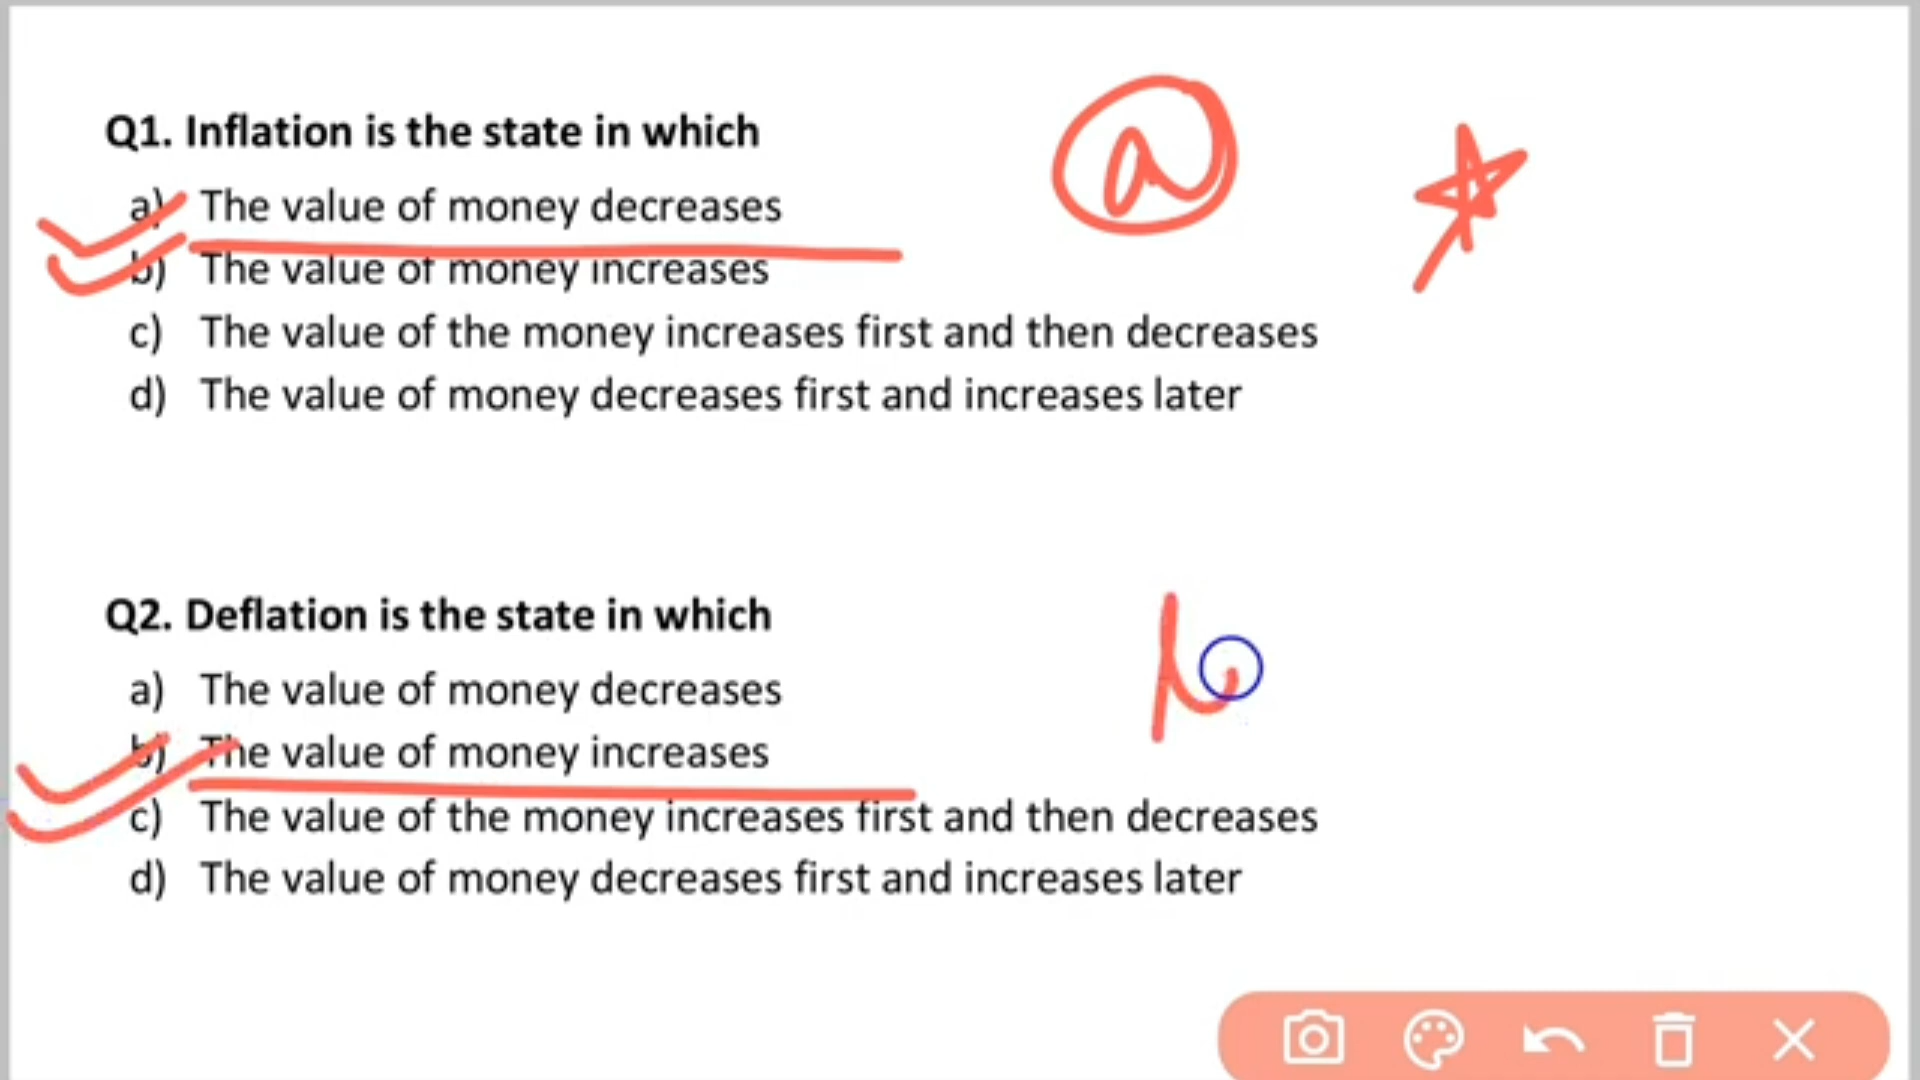 Q1. Inflation is the state in which
a
a) The value of money decreases
b) The value of money increases
c) The value of the money increases first and then decreases
d) The value of money decreases first and increases later
Q2. Deflation is the state in which
a) The value of money decreases
b) The value of money increases
c) The value of the money increases first and then decreases
d) The value of money decreases first and increases later